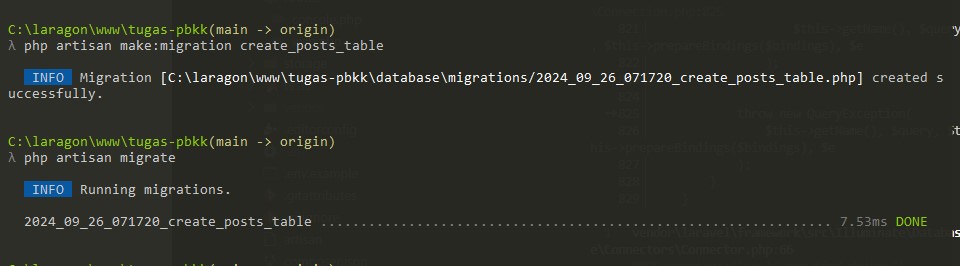 C:\laragon\www\tugas-pbkk(main -> origin)
λ php artisan make:migration create_posts_table
INFO Migration [C:\laragon\www\tugas-pbkk\database\migrations/2024_09_26_071720_create_posts_table.php] created s
uccessfully.
C:\laragon\www\tugas-pbkk(main -> origin)
λ php artisan migrate
INFO Running migrations.
2024_09_26_071720_create_posts_table ................................................................. 7.53ms DONE